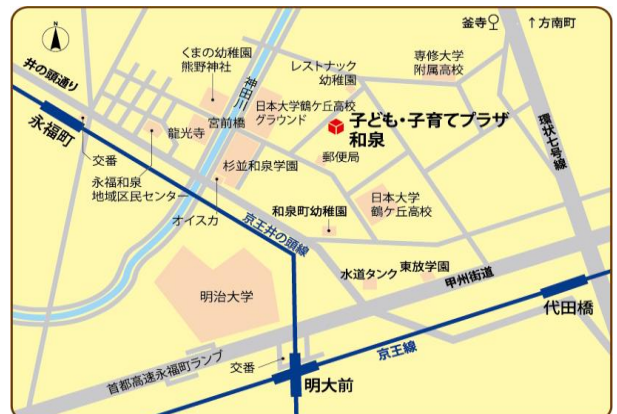 N
釜寺
↑方南町
くまの幼稚園
熊野神社
レストナック
幼稚園
専修大学
附属高校
井の頭通り
神田川
日本大学鶴ケ丘高校
グラウンド
子ども・子育てプラザ
和泉
環状七号線
永福町
龍光寺
宮前橋
郵便局
交番
杉並和泉学園
永福和泉
地域区民センター
日本大学
鶴ケ丘高校
オイスカ
和泉町幼稚園
京王井の頭線
水道タンク
東放学園
甲州街道
明治大学
代田橋
首都高速永福町ランプ
交番
京王線
明大前